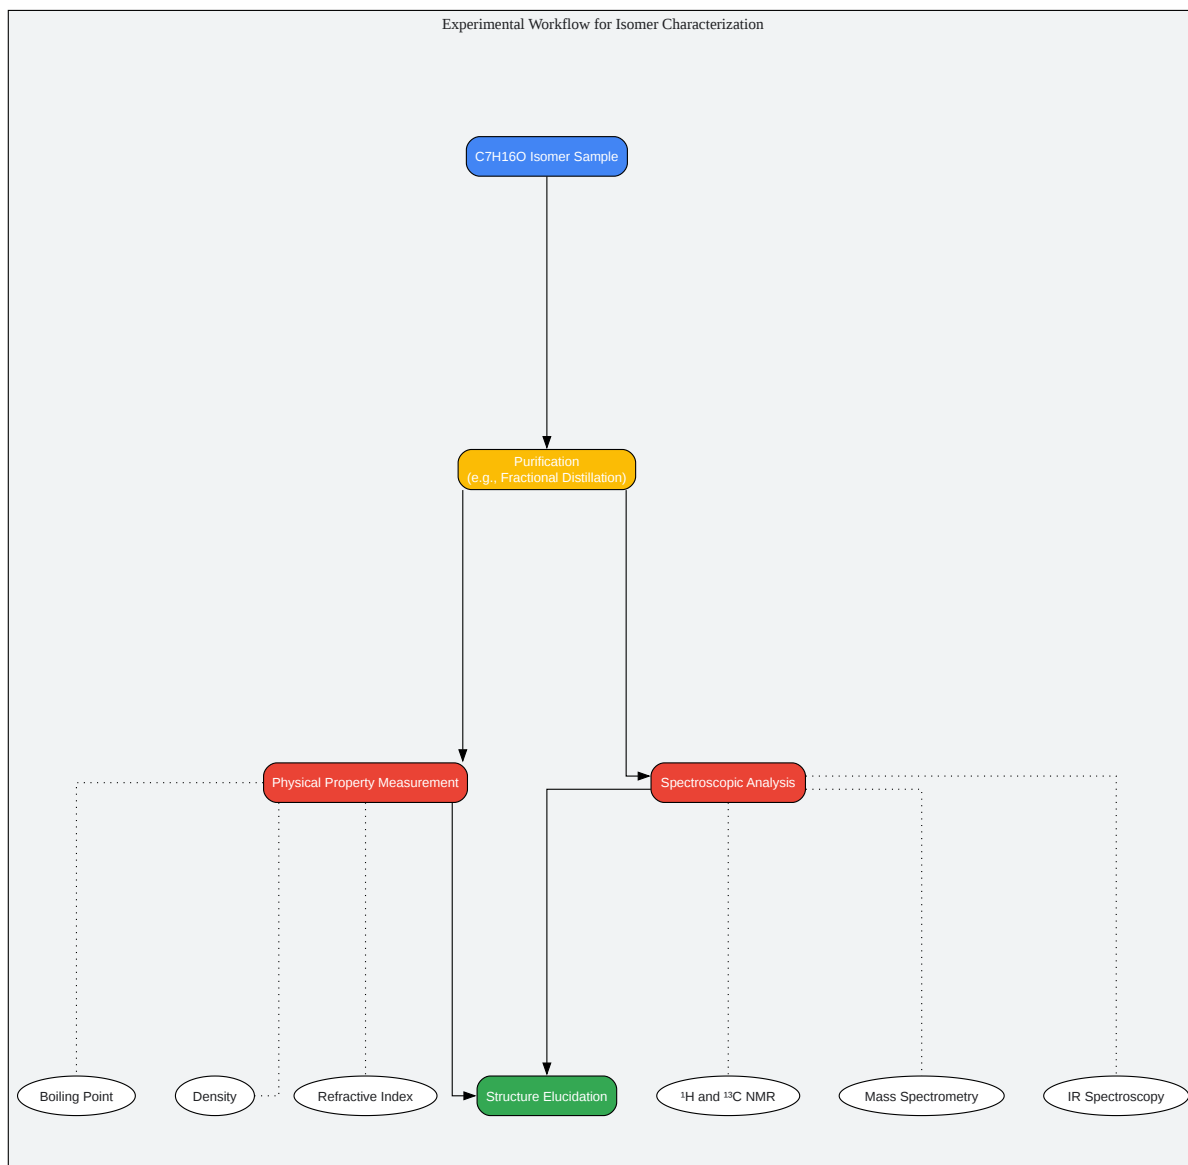 Experimental Workflow for Isomer Characterization
C7H16O Isomer Sample
Purification
(e.g., Fractional Distillation)
Physical Property Measurement
Spectroscopic Analysis
Boiling Point
Density
Refractive Index
Structure Elucidation
¹H and ¹³C NMR
Mass Spectrometry
IR Spectroscopy